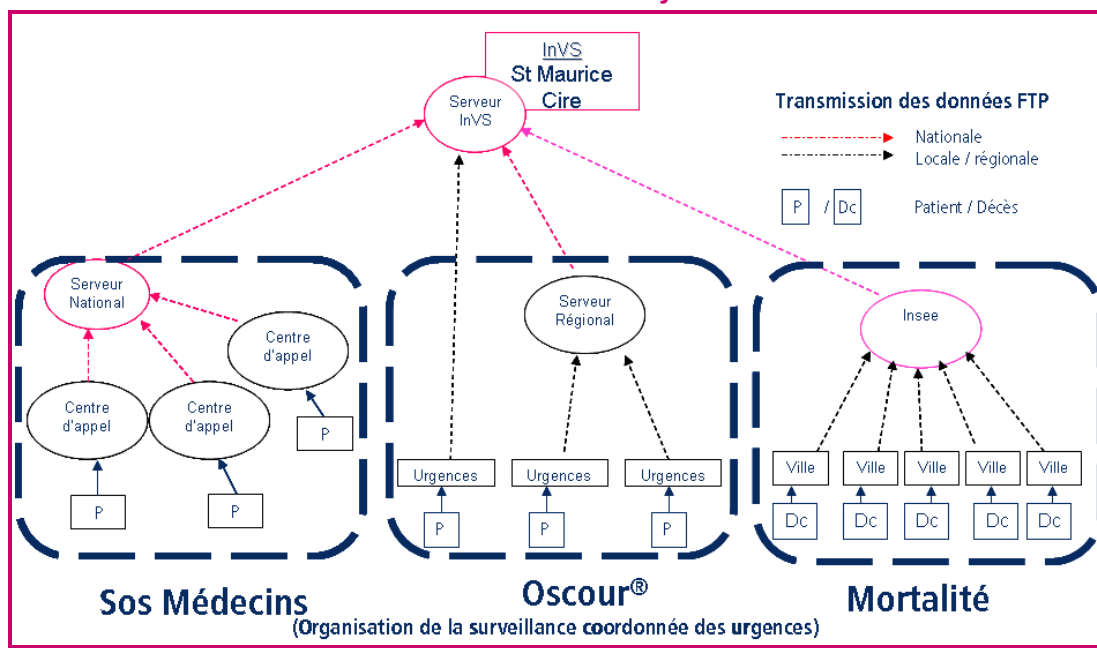 InVS
St Maurice
Cire
Serveur
InVS
Transmission des données FTP
Nationale
Locale / régionale
P / Dc Patient / Décès
Serveur
National
Centre
d'appel
Centre
d'appel
Centre
d'appel
P
P
P
Serveur
Régional
Urgences
Urgences
Urgences
P
P
P
Insee
Ville
Ville
Ville
Ville
Ville
Dc
Dc
Dc
Dc
Dc
Sos Médecins
Oscour®
(Organisation de la surveillance coordonnée des urgences)
Mortalité